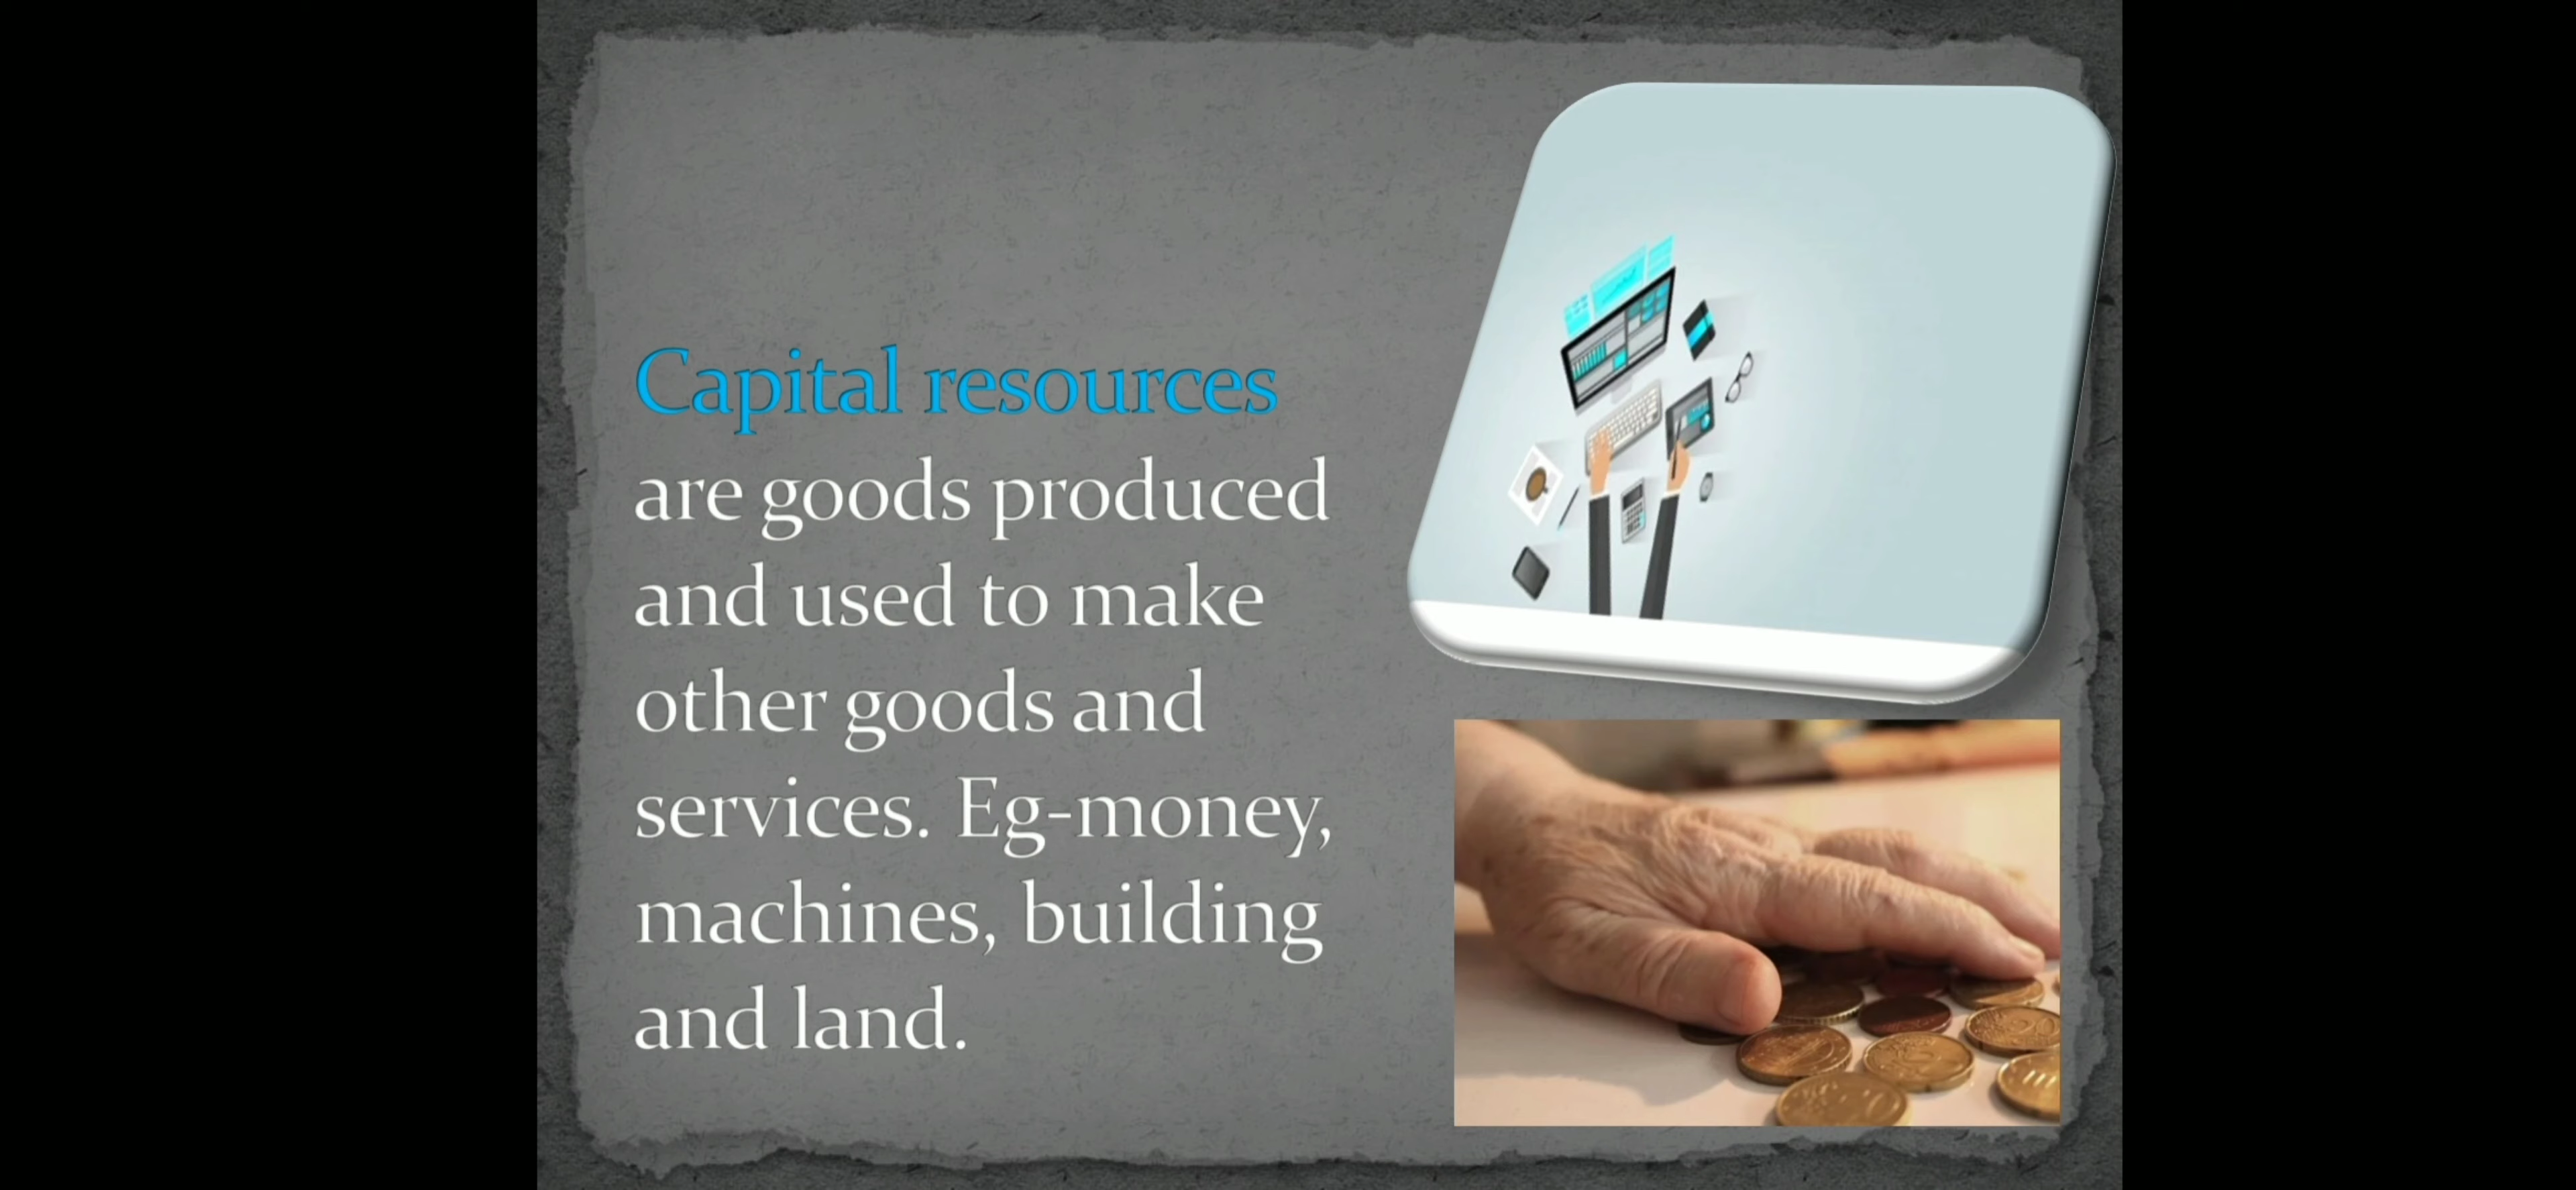 Capital resources
are goods produced
and used to make
other goods and
services. Eg-money,
machines, building
and land.